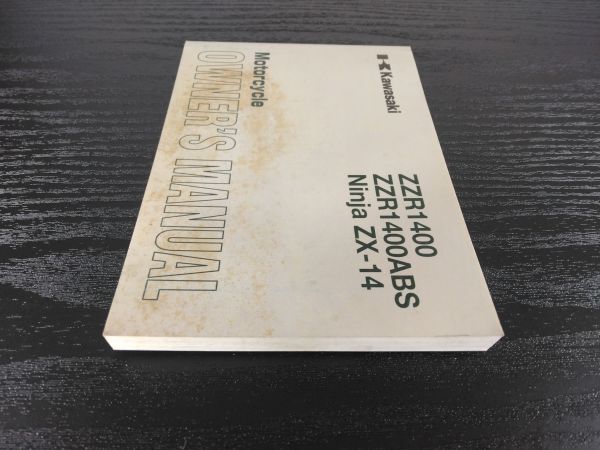 Kawasaki
ZZR1400
ZZR1400ABS
Ninja ZX-14
Motorcycle
OWNER'S MANUAL